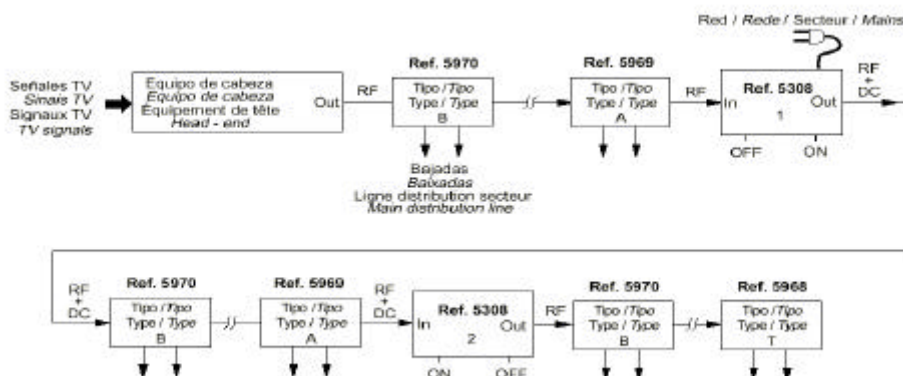 Red / Rede / Secteur / Mains
Ref. 5970
Ref. 5969
Señales TV
Sinais TV
Signaux TV
TV signals
Equipo de cabeza
Equipo de cabeza
Équipement de tête
Head - end
Out
RF
Tipo /Tipo
Type / Type
B
Tipo /Tipo
Type / Type
A
RF
In
Ref. 5308
Out
1
RF
+
DC
OFF
ON
Bajadas
Baixadas
Ligne distribution secteur
Main distribution line
RF
+
DC
Ref. 5970
Tipo /Tipo
Type / Type
B
Ref. 5969
Tipo /Tipo
Type / Type
A
RF
+
DC
In
Ref. 5308
Out
2
ON
OFF
RF
Ref. 5970
Tipo /Tipo
Type / Type
B
Ref. 5968
Tipo /Tipo
Type / Type
T